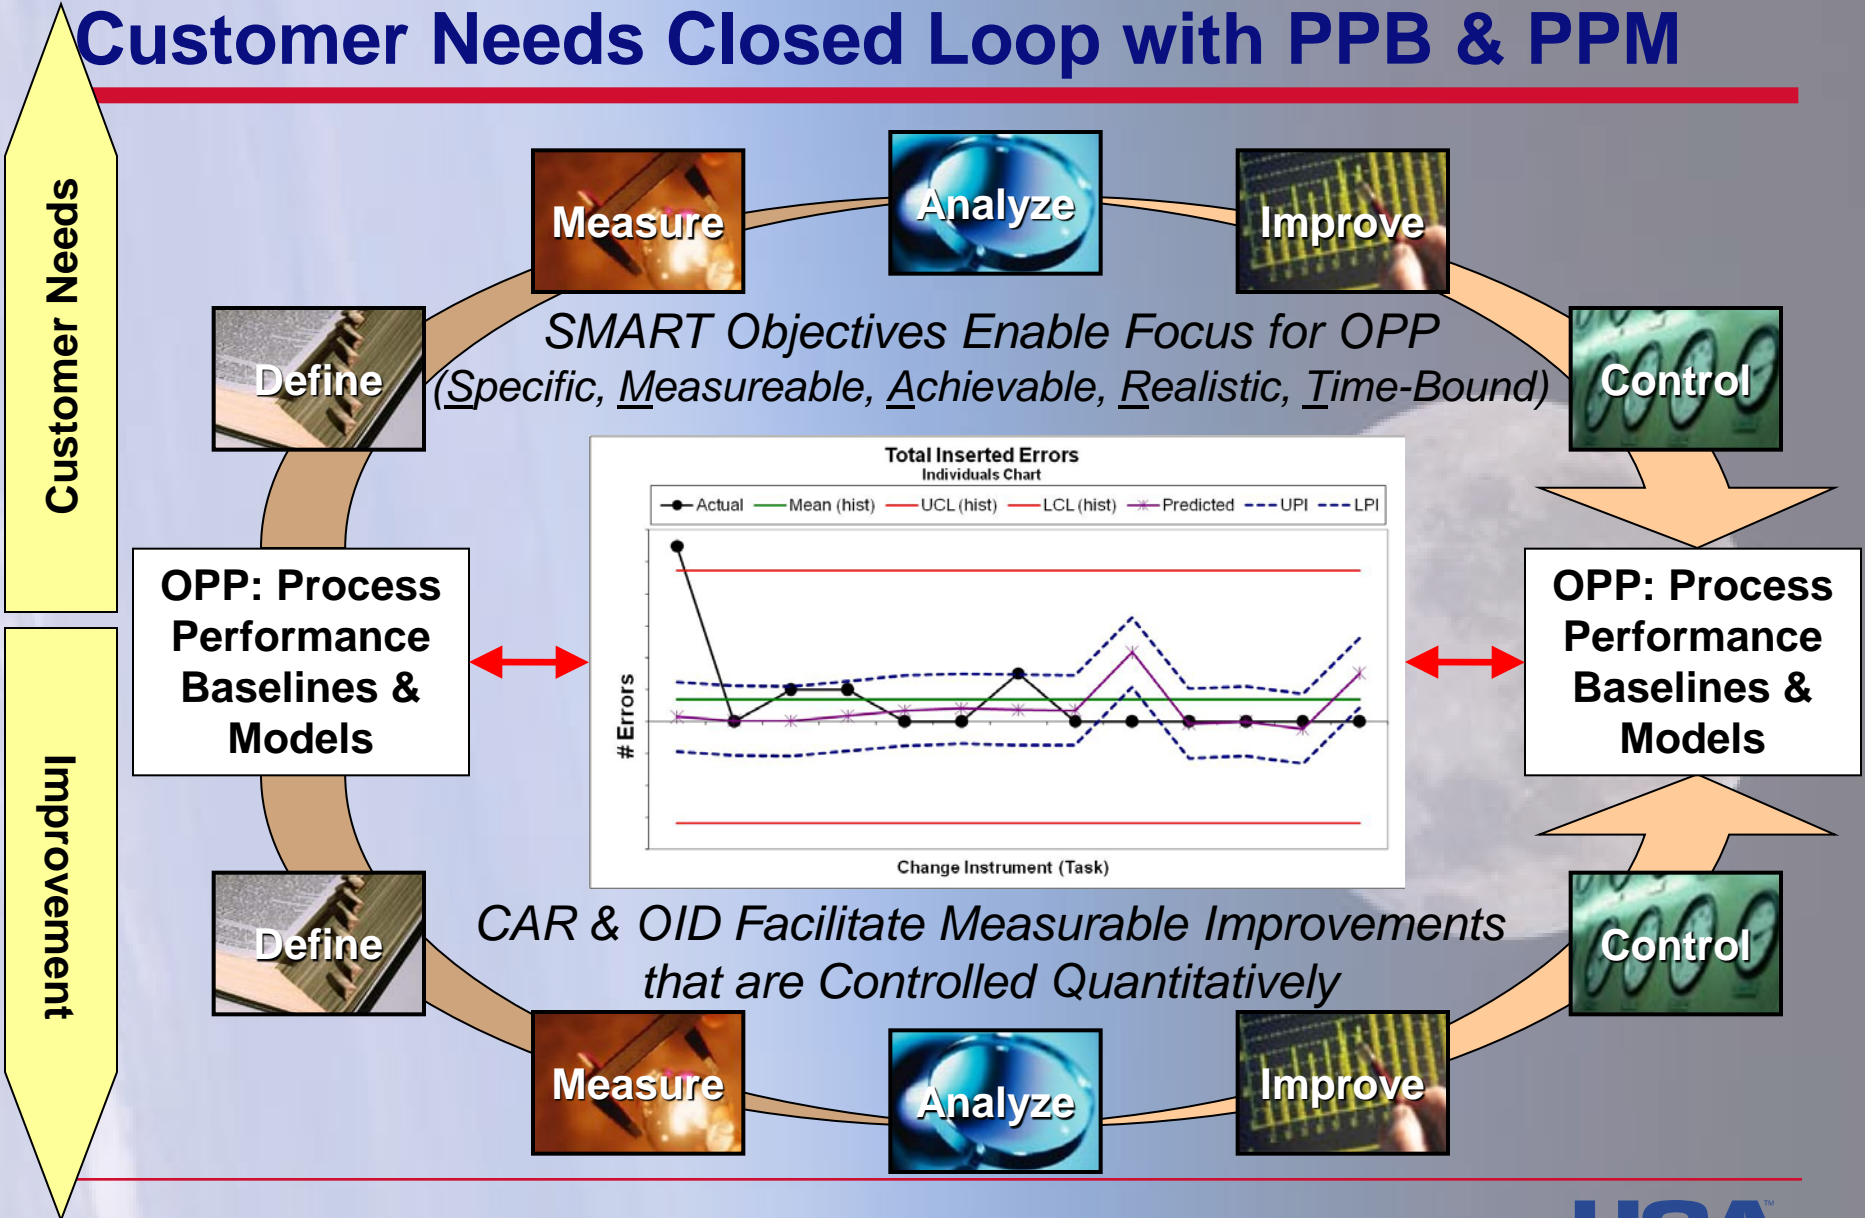 Customer Needs Closed Loop with PPB & PPM
Customer Needs
Measure
Analyze
Improve
Define
Control
SMART Objectives Enable Focus for OPP
(Specific, Measureable, Achievable, Realistic, Time-Bound)
Total Inserted Errors
Individuals Chart
Actual
Mean (hist)
UCL (hist)
LCL (hist)
Predicted
UPI
LPI
# Errors
Change Instrument (Task)
OPP: Process
Performance
Baselines &
Models
OPP: Process
Performance
Baselines &
Models
Improvement
Define
Control
CAR & OID Facilitate Measurable Improvements
that are Controlled Quantitatively
Measure
Analyze
Improve
USA
TM